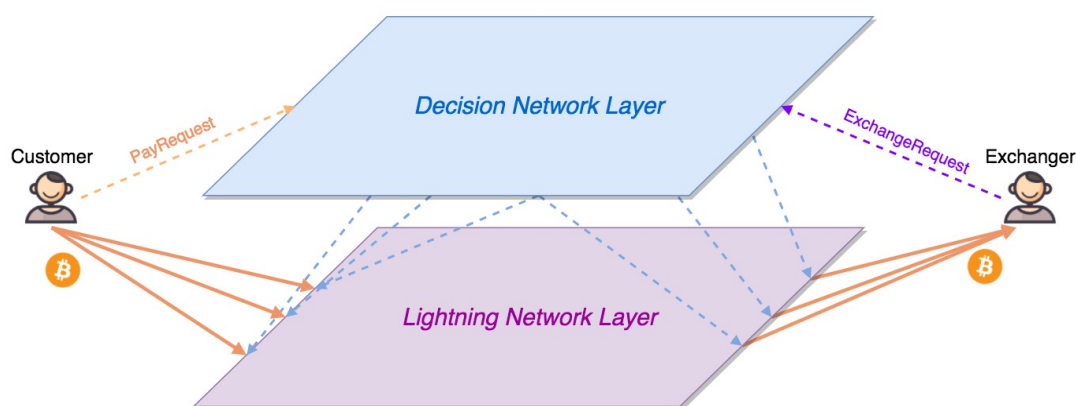 Decision Network Layer
PayRequest
ExchangeRequest
Customer
Exchanger
Lightning Network Layer